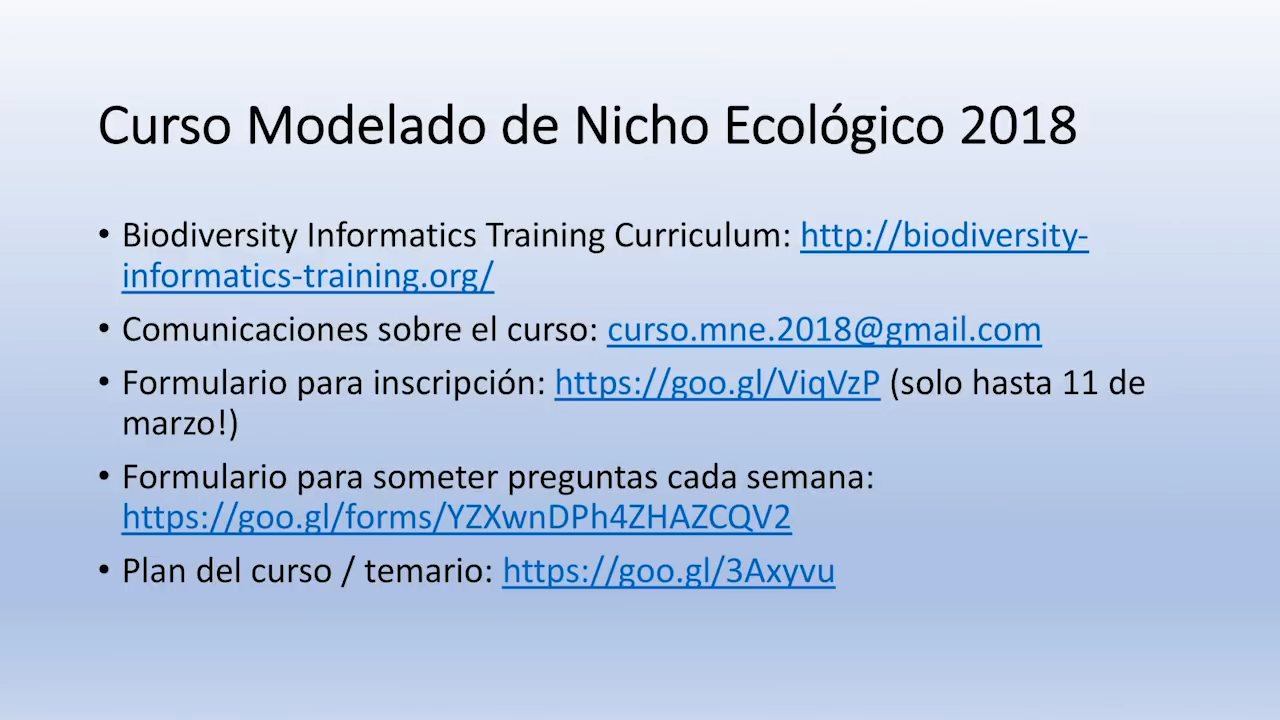 Curso Modelado de Nicho Ecológico 2018
• Biodiversity Informatics Training Curriculum: http://biodiversity-
informatics-training.org/
• Comunicaciones sobre el curso: curso.mne.2018@gmail.com
• Formulario para inscripción: https://goo.gl/ViqVzP (solo hasta 11 de
marzo!)
• Formulario para someter preguntas cada semana:
https://goo.gl/forms/YZXwnDPh4ZHAZCQV2
• Plan del curso / temario: https://goo.gl/3Axyvu